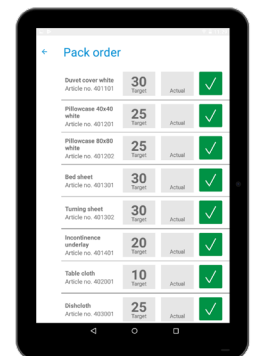 Pack order
Duvet cover white
Article no. 401101
30
Target
Actual
Pillowcase 40x40
white
Article no. 401201
25
Target
Actual
Pillowcase 80x80
white
Article no. 401202
25
Target
Actual
Bed sheet
Article no. 401301
30
Target
Actual
Turning sheet
Article no. 401302
30
Target
Actual
Incontinence
underlay
Article no. 401401
20
Target
Actual
Table cloth
Article no. 402001
10
Target
Actual
Dishcloth
Article no. 403001
25
Target
Actual